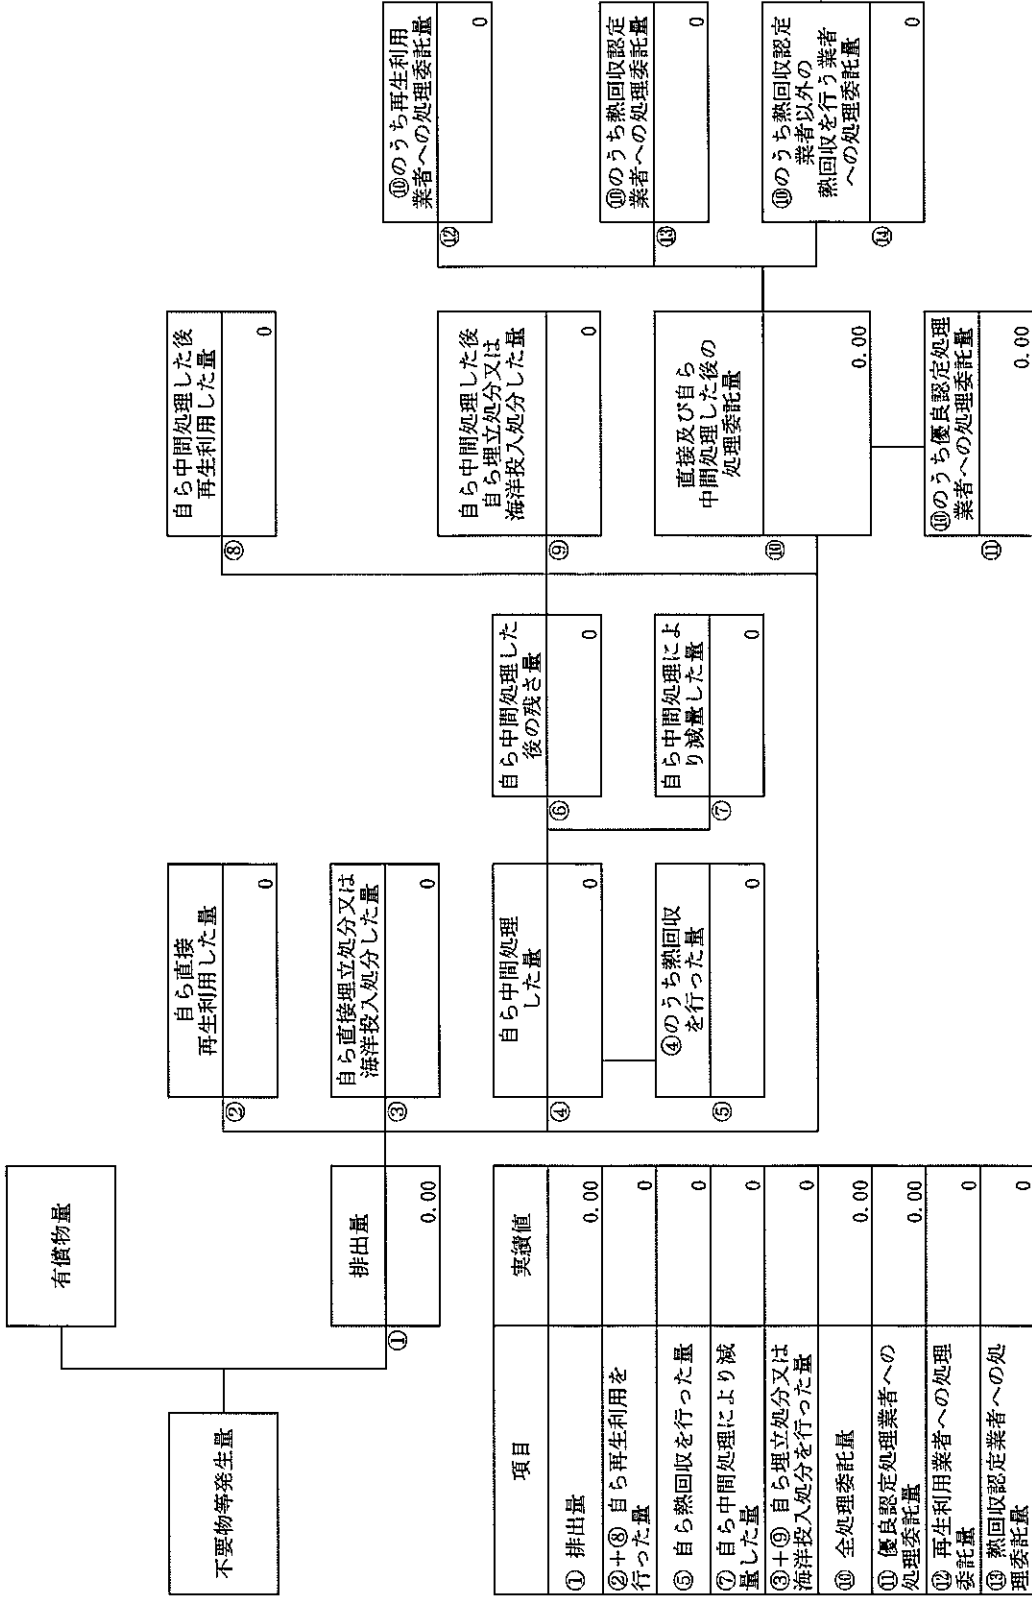 有償物量
不要物等発生量
排出量
①
0.00
自ら直接
再生利用した量
②
0
自ら直接埋立処分又は
海洋投入処分した量
③
0
自ら中間処理
した量
④
0
④のうち熱回収
を行った量
⑤
0
自ら中間処理した
後の残さ量
⑥
0
自ら中間処理によ
り減量した量
⑦
0
自ら中間処理した後
再生利用した量
⑧
0
自ら中間処理した後
自ら埋立処分又は
海洋投入処分した量
⑨
0
直接及び自ら
中間処理した後の
処理委託量
⑩
0.00
⑩のうち優良認定処理
業者への処理委託量
⑪
0.00
⑩のうち再生利用
業者への処理委託量
⑫
0
⑩のうち熱回収認定
業者への処理委託量
⑬
0
⑩のうち熱回収認定
業者以外の
熱回収を行う業者
への処理委託量
⑭
0
項目
実績値
① 排出量
0.00
②+⑧ 自ら再生利用を
行った量
0
⑤ 自ら熱回収を行った量
0
⑦ 自ら中間処理により減
量した量
0
③+⑨ 自ら埋立処分又は
海洋投入処分を行った量
0
⑩ 全処理委託量
0.00
⑪ 優良認定処理業者への
処理委託量
0.00
⑫ 再生利用業者への処理
委託量
0
⑬ 熱回収認定業者への処
理委託量
0